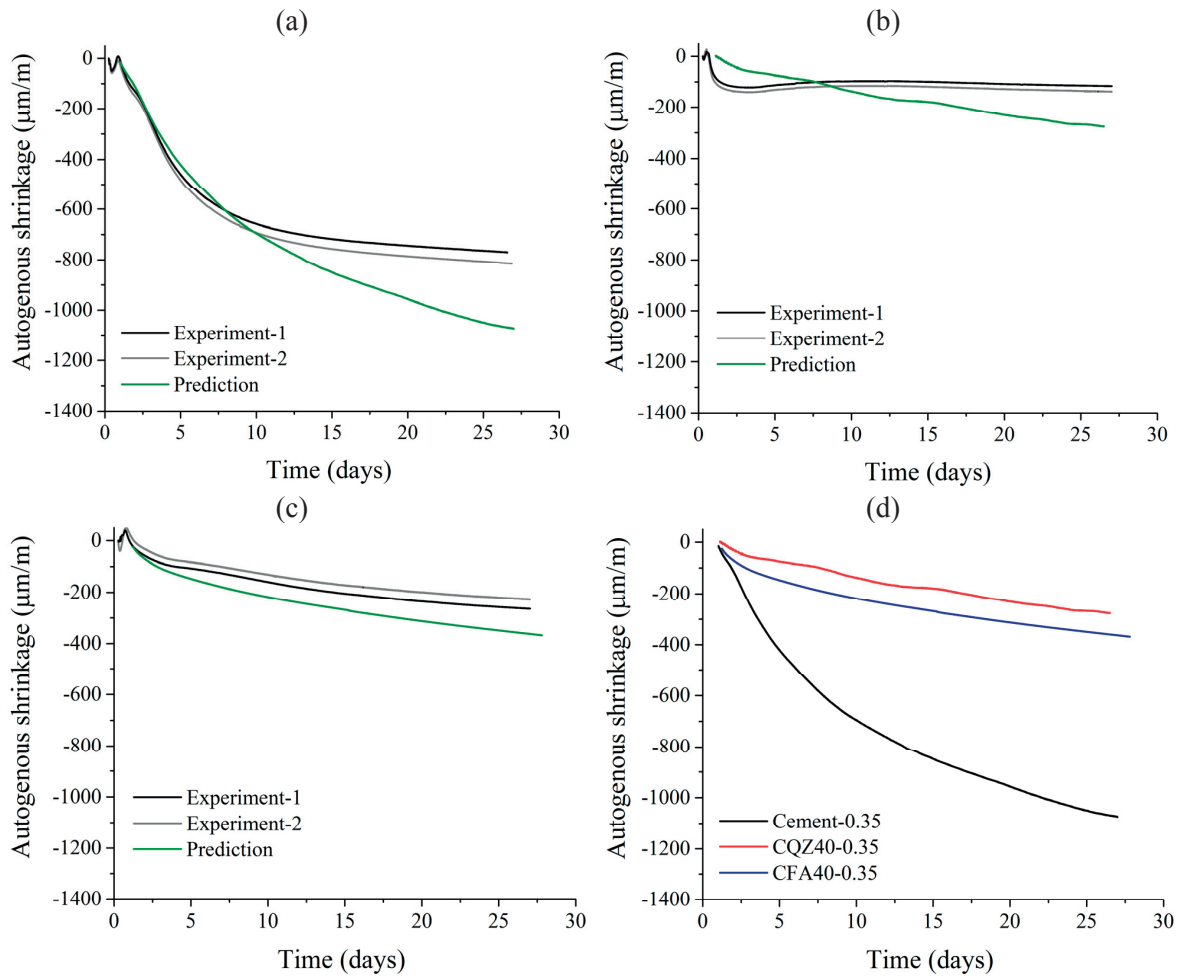 (a)
0
-200
-400
-600
-800
-1000
-1200
-1400
Autogenous shrinkage (μm/m)
Experiment-1
Experiment-2
Prediction
0 5 10 15 20 25 30
Time (days)
(b)
0
-200
-400
-600
-800
-1000
-1200
-1400
Autogenous shrinkage (μm/m)
Experiment-1
Experiment-2
Prediction
0 5 10 15 20 25 30
Time (days)
(c)
0
-200
-400
-600
-800
-1000
-1200
-1400
Autogenous shrinkage (μm/m)
Experiment-1
Experiment-2
Prediction
0 5 10 15 20 25 30
Time (days)
(d)
0
-200
-400
-600
-800
-1000
-1200
-1400
Autogenous shrinkage (μm/m)
Cement-0.35
CQZ40-0.35
CFA40-0.35
0 5 10 15 20 25 30
Time (days)